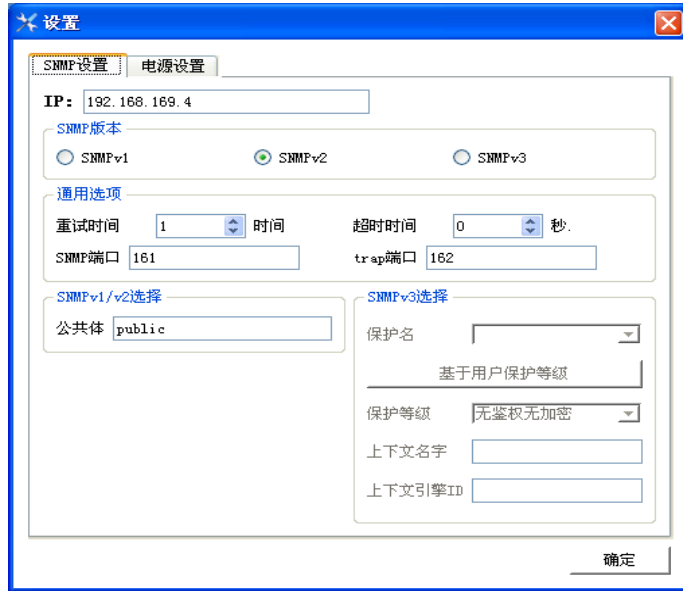 设置
SNMP设置 电源设置
IP: 192.168.169.4
SNMP版本
SNMPv1 SNMPv2 SNMPv3
通用选项
重试时间 1 时间 超时时间 0 秒.
SNMP端口 161 trap端口 162
SNMPv1/v2选择 SNMPv3选择
公共体 public
保护名
基于用户保护等级
保护等级 无鉴权无加密
上下文名字
上下文引擎ID
确定